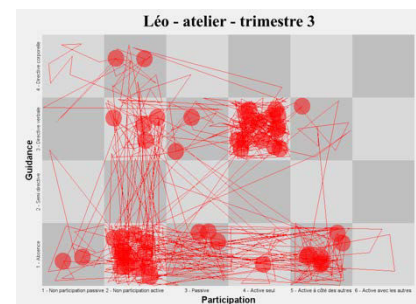 Léo - atelier - trimestre 3
4 - Directive corporelle
3 - Directive verbale
2 - Semi directive
1 - Absence
Guidance
1 - Non participation passive
2 - Non participation active
3 - Passive
4 - Active seul
5 - Active à côté des autres
6 - Active avec les autres
Participation